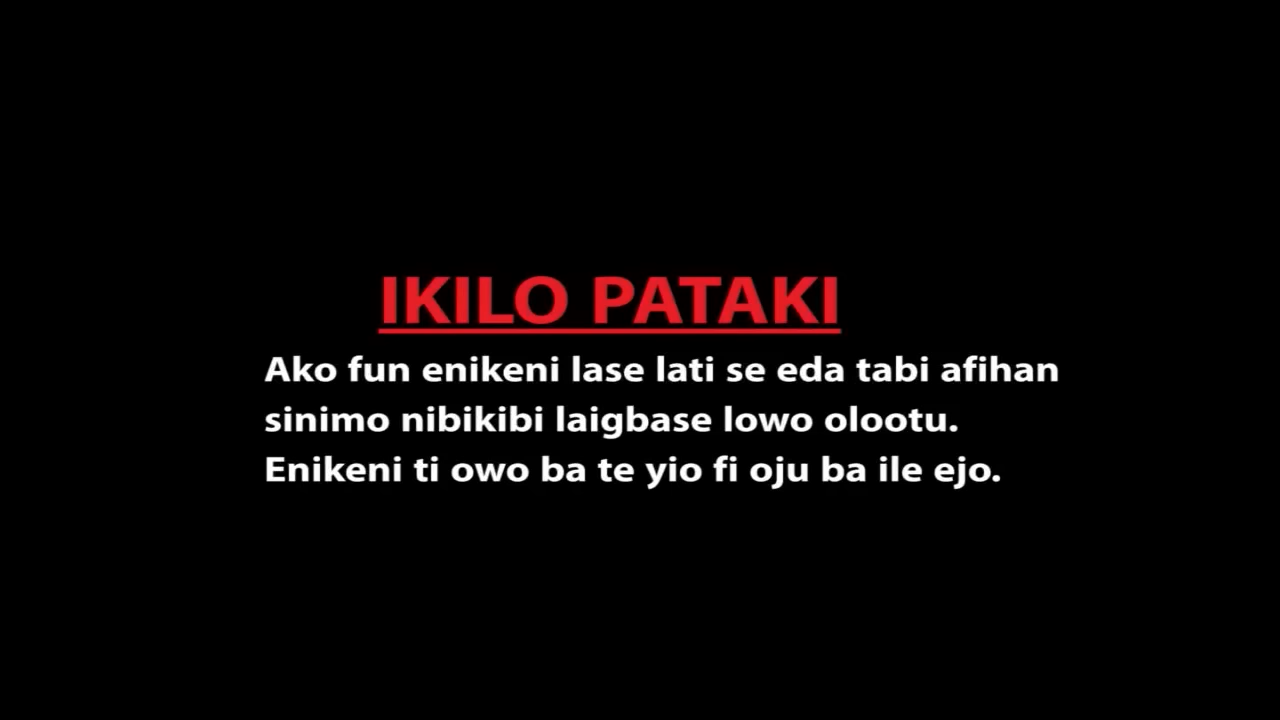 IKILO PATAKI
Ako fun enikeni lase lati se eda tabi afihan
sinimo nibikibi laigbase lowo olootu.
Enikeni ti owo ba te yio fi oju ba ile ejo.